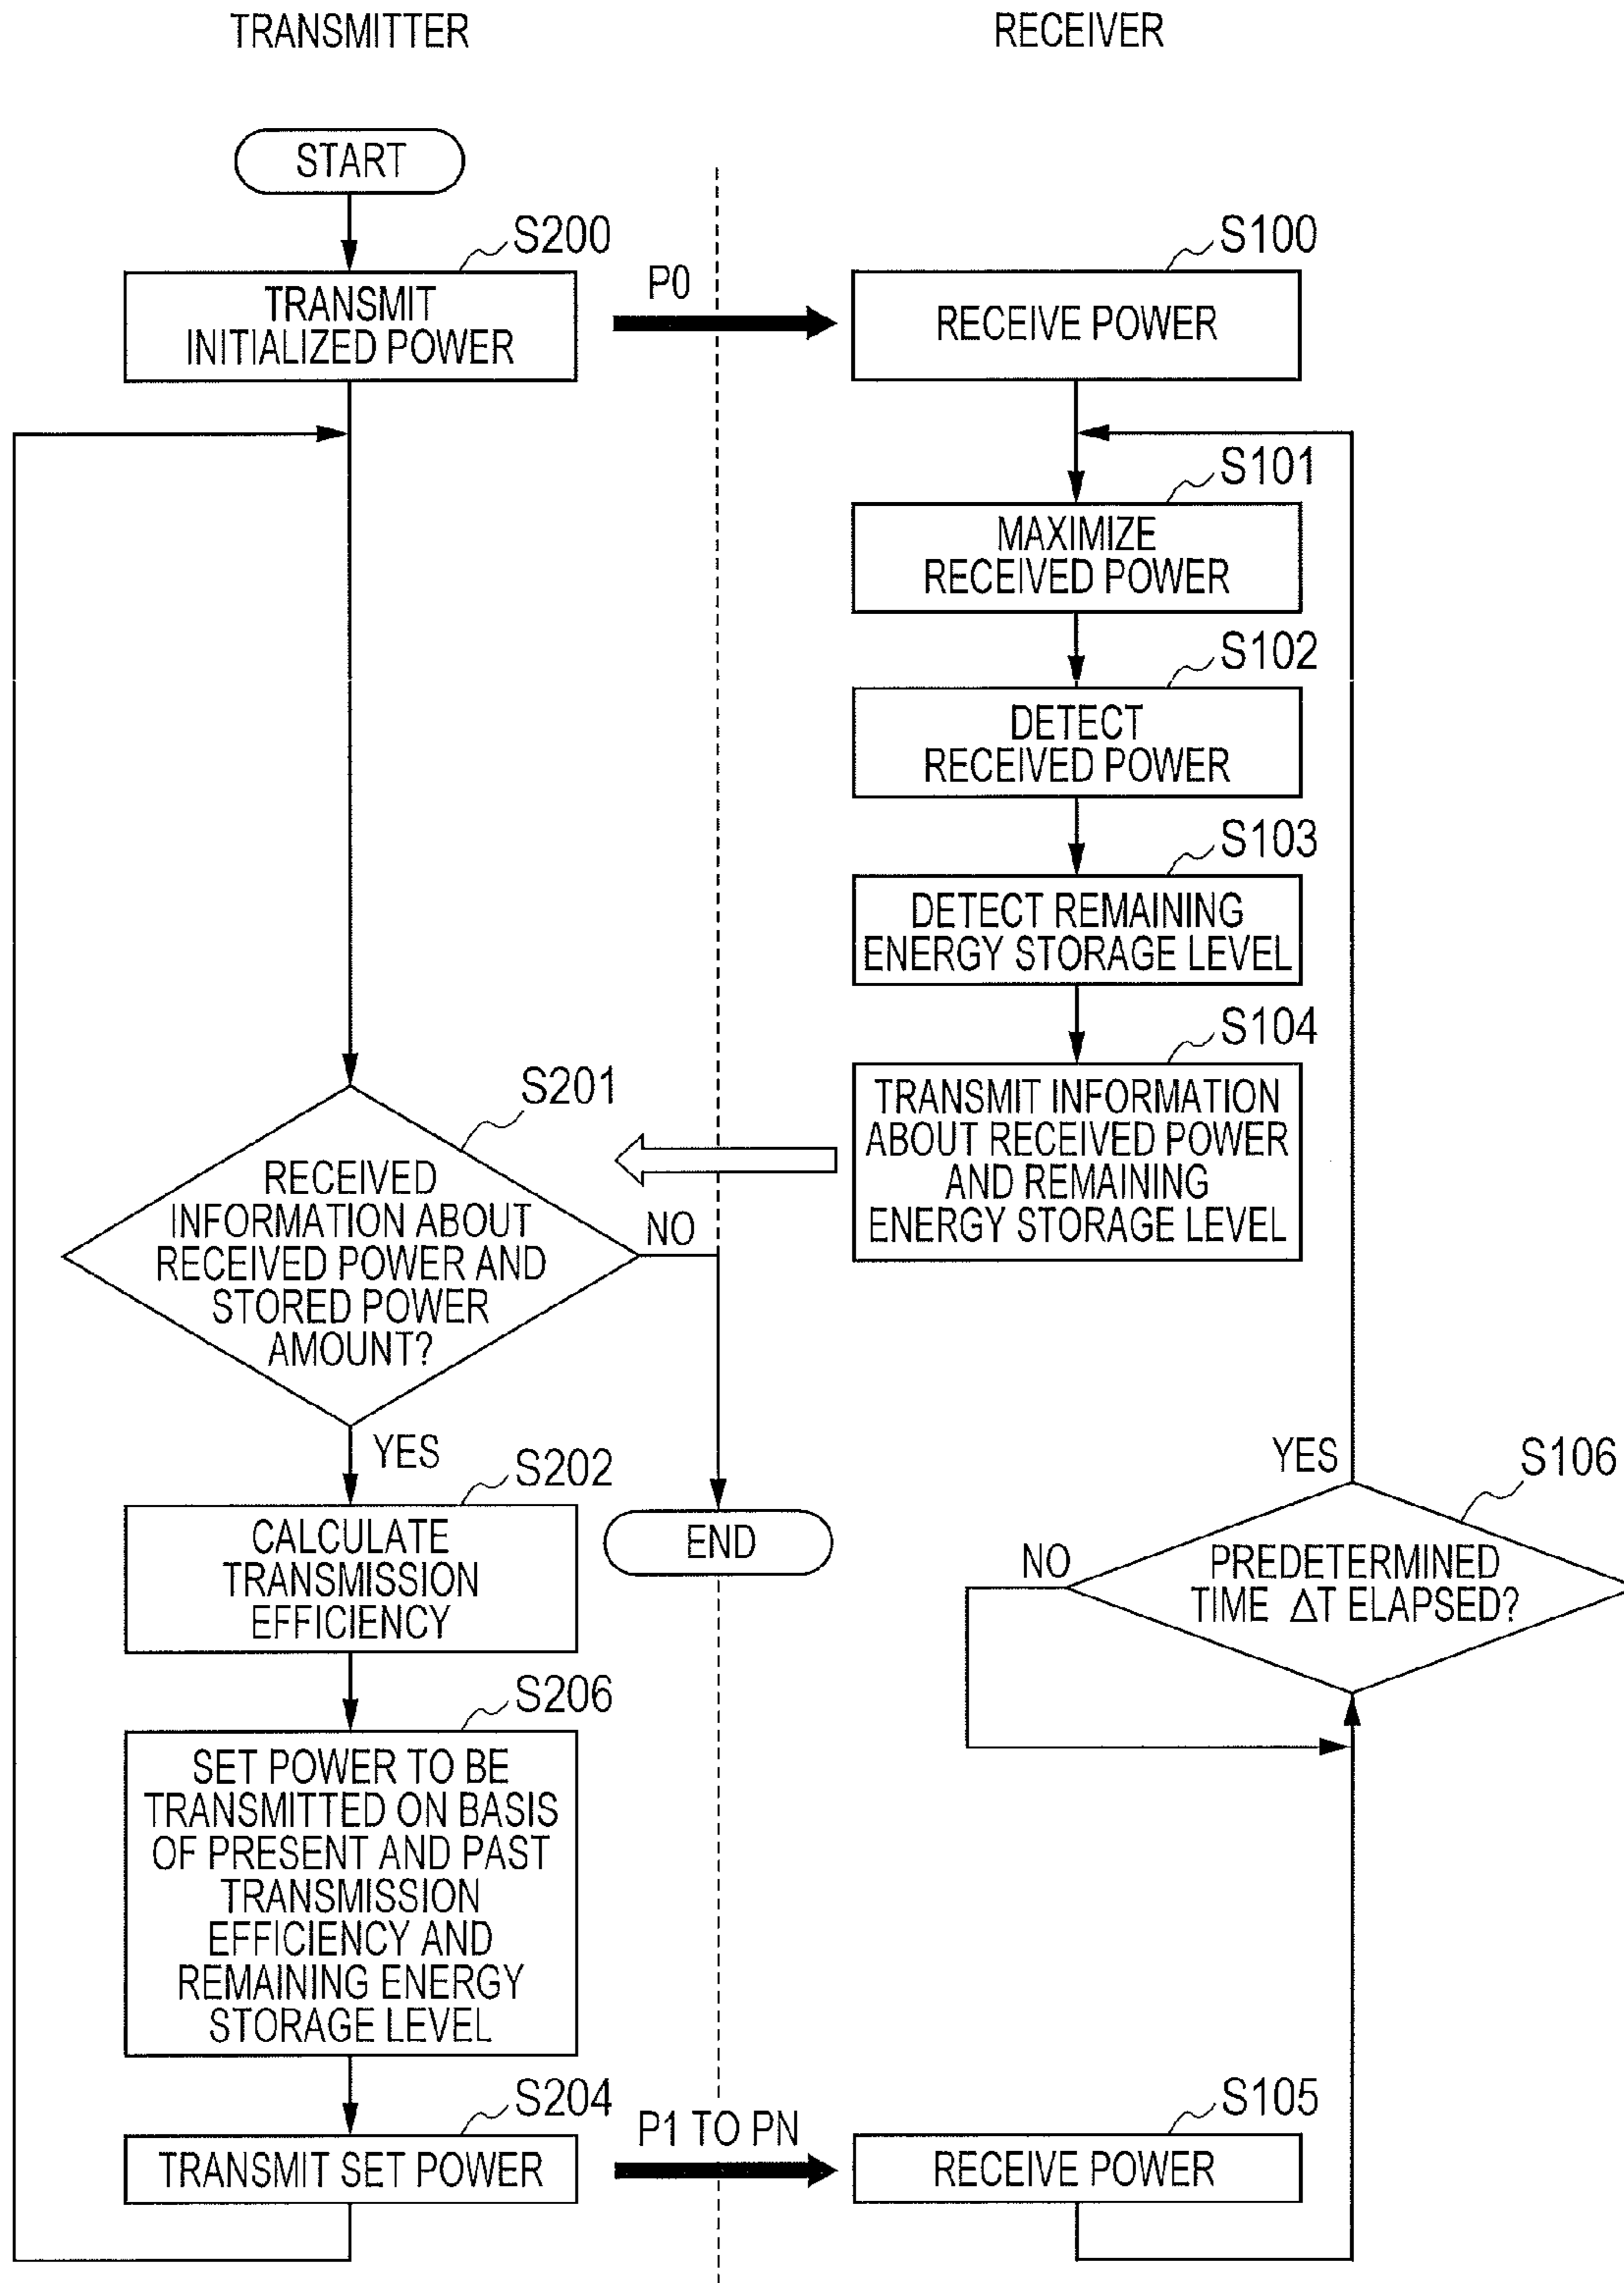 TRANSMITTER
RECEIVER
START
S200
TRANSMIT
INITIALIZED POWER
P0
S100
RECEIVE POWER
S101
MAXIMIZE
RECEIVED POWER
S102
DETECT
RECEIVED POWER
S103
DETECT REMAINING
ENERGY STORAGE LEVEL
S104
TRANSMIT INFORMATION
ABOUT RECEIVED POWER
AND REMAINING
ENERGY STORAGE LEVEL
S201
RECEIVED
INFORMATION ABOUT
RECEIVED POWER AND
STORED POWER
AMOUNT?
NO
YES
END
S202
CALCULATE
TRANSMISSION
EFFICIENCY
S206
SET POWER TO BE
TRANSMITTED ON BASIS
OF PRESENT AND PAST
TRANSMISSION
EFFICIENCY AND
REMAINING ENERGY
STORAGE LEVEL
S204
TRANSMIT SET POWER
P1 TO PN
S105
RECEIVE POWER
S106
PREDETERMINED
TIME ΔT ELAPSED?
YES
NO